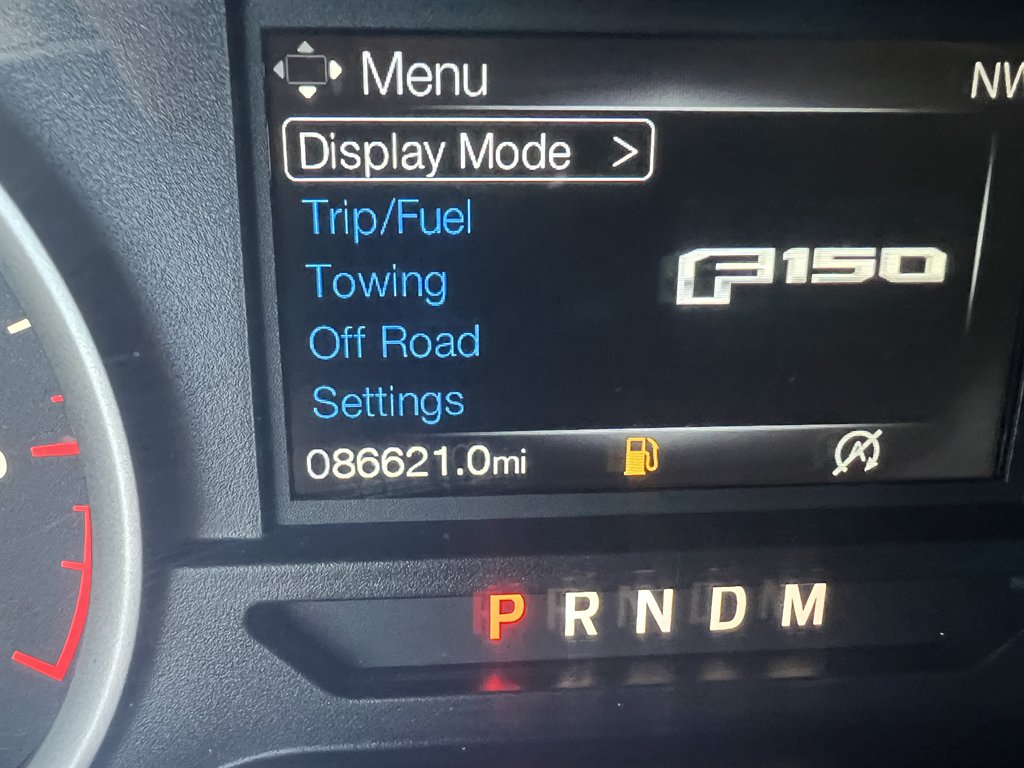 Menu
NW
Display Mode >
Trip/Fuel
Towing
F150
Off Road
Settings
086621.0mi
P R N D M